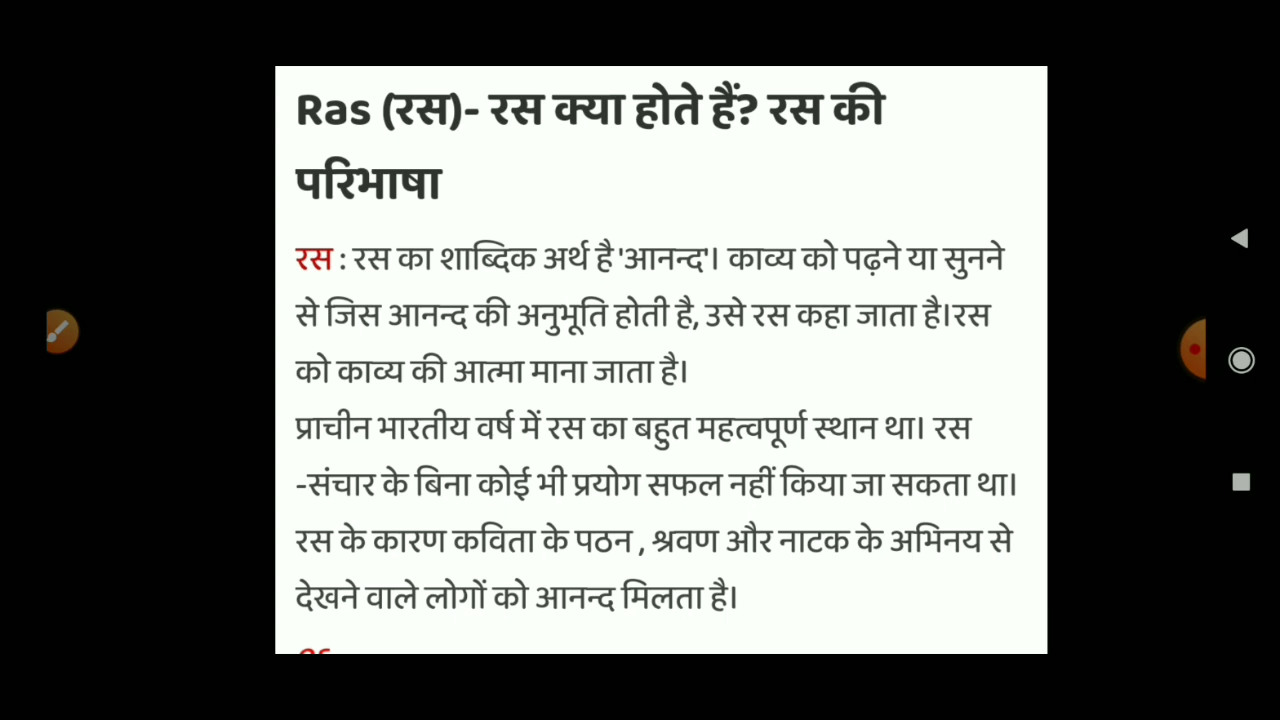 Ras (रस)- रस क्या होते हैं? रस की
परिभाषा
रस : रस का शाब्दिक अर्थ है 'आनन्द'। काव्य को पढ़ने या सुनने
से जिस आनन्द की अनुभूति होती है, उसे रस कहा जाता है।रस
को काव्य की आत्मा माना जाता है।
प्राचीन भारतीय वर्ष में रस का बहुत महत्वपूर्ण स्थान था। रस
-संचार के बिना कोई भी प्रयोग सफल नहीं किया जा सकता था।
रस के कारण कविता के पठन , श्रवण और नाटक के अभिनय से
देखने वाले लोगों को आनन्द मिलता है।